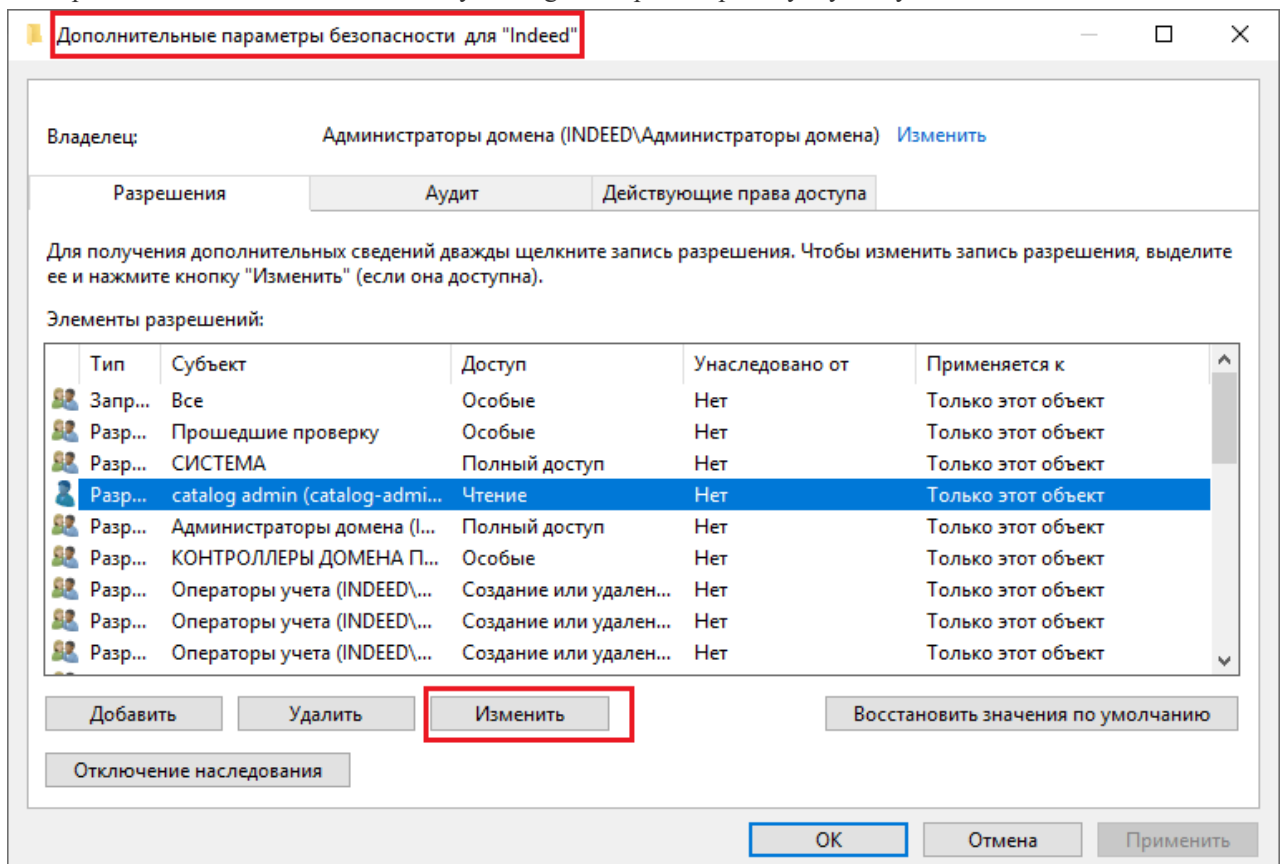 Дополнительные параметры безопасности для "Indeed"
Владелец: Администраторы домена (INDEED\Администраторы домена) Изменить
Разрешения Аудит Действующие права доступа
Для получения дополнительных сведений дважды щелкните запись разрешения. Чтобы изменить запись разрешения, выделите
ее и нажмите кнопку "Изменить" (если она доступна).
Элементы разрешений:
Тип Субъект Доступ Унаследовано от Применяется к
Запр... Все Особые Нет Только этот объект
Разр... Прошедшие проверку Особые Нет Только этот объект
Разр... СИСТЕМА Полный доступ Нет Только этот объект
Разр... catalog admin (catalog-admi... Чтение Нет Только этот объект
Разр... Администраторы домена (I... Полный доступ Нет Только этот объект
Разр... КОНТРОЛЛЕРЫ ДОМЕНА П... Особые Нет Только этот объект
Разр... Операторы учета (INDEED\... Создание или удален... Нет Только этот объект
Разр... Операторы учета (INDEED\... Создание или удален... Нет Только этот объект
Разр... Операторы учета (INDEED\... Создание или удален... Нет Только этот объект
Добавить Удалить Изменить Восстановить значения по умолчанию
Отключение наследования
ОК Отмена Применить